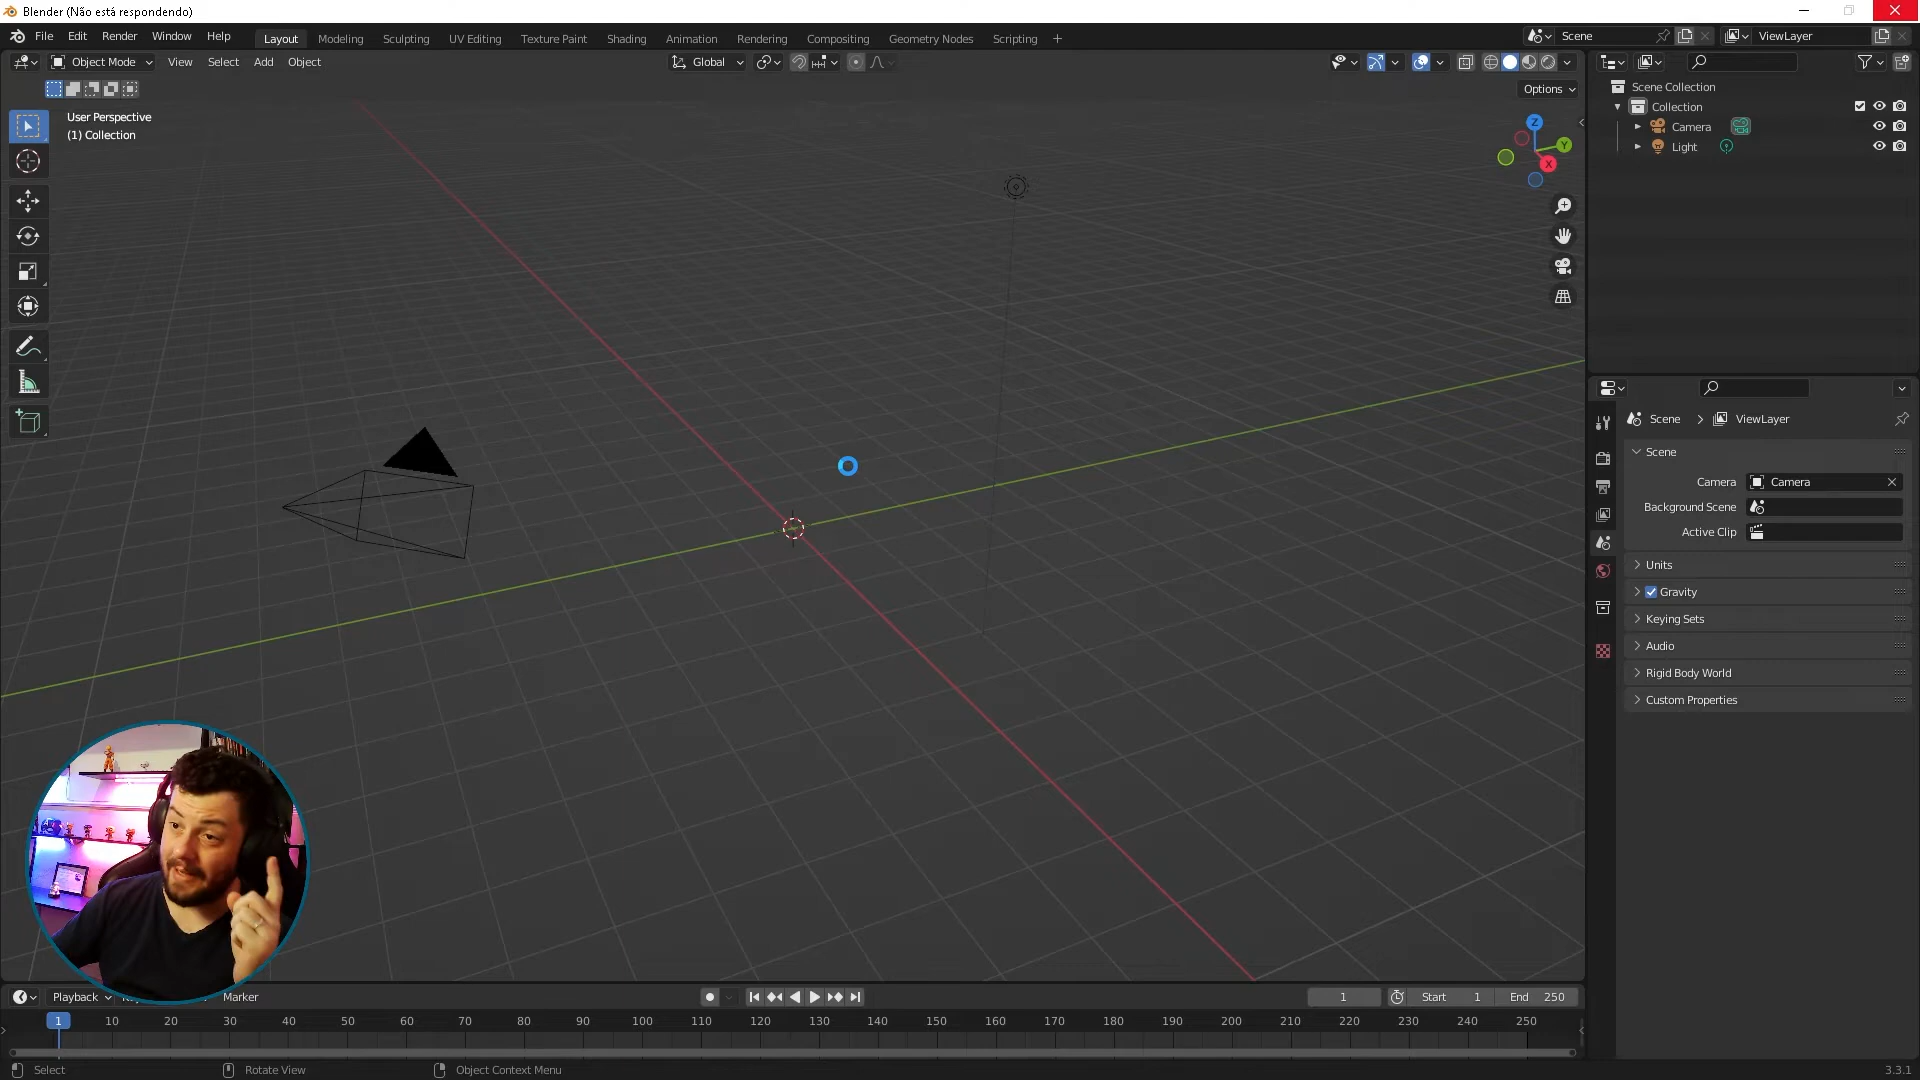 Blender (Não está respondendo)
File Edit Render Window Help
Layout Modeling Sculpting UV Editing Texture Paint Shading Animation Rendering Compositing Geometry Nodes Scripting +
Scene
ViewLayer
Object Mode View Select Add Object
Global
Options
User Perspective
(1) Collection
Z
Y
X
Scene Collection
Collection
Camera
Light
Scene > ViewLayer
Scene
Camera Camera
Background Scene
Active Clip
Units
Gravity
Keying Sets
Audio
Rigid Body World
Custom Properties
Playback Marker
1
Start 1
End 250
1 10 20 30 40 50 60 70 80 90 100 110 120 130 140 150 160 170 180 190 200 210 220 230 240 250
Select Rotate View Object Context Menu
3.3.1